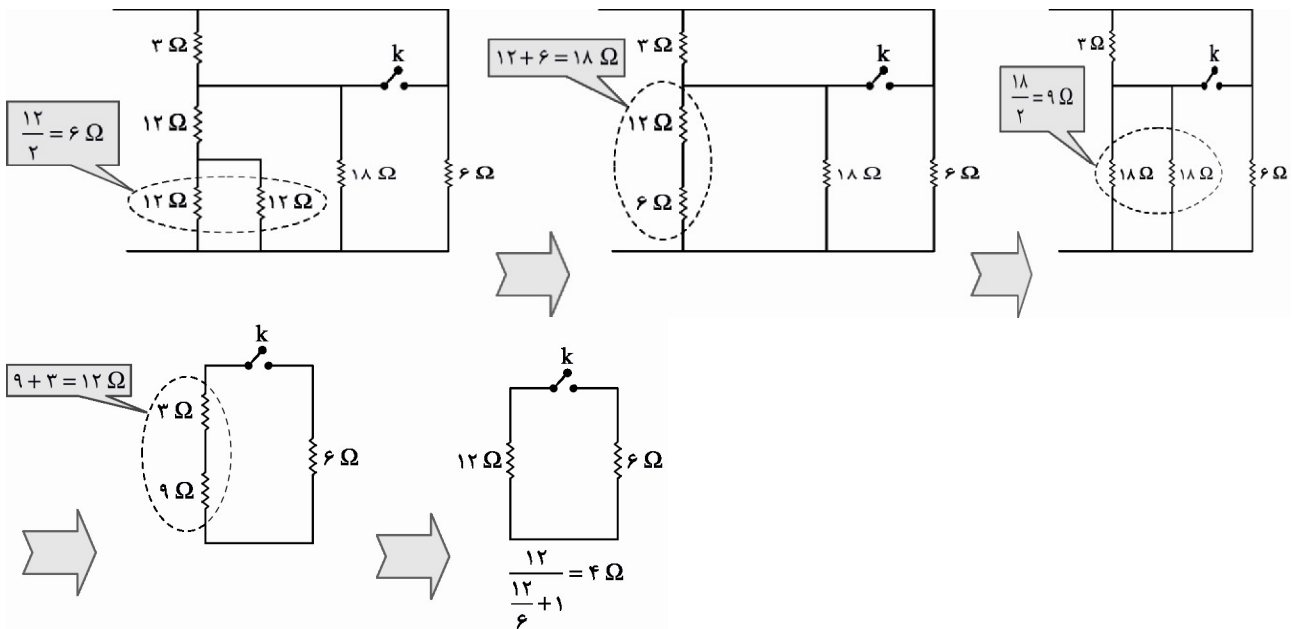 ۳ Ω
k
۱۲ Ω
۱۲/۲ = ۶ Ω
۱۲ Ω
۱۲ Ω
۱۸ Ω
۶ Ω
۱۲ + ۶ = ۱۸ Ω
۳ Ω
k
۱۲ Ω
۶ Ω
۱۸ Ω
۶ Ω
۱۸/۲ = ۹ Ω
۳ Ω
k
۱۸ Ω
۱۸ Ω
۶ Ω
۹ + ۳ = ۱۲ Ω
k
۳ Ω
۹ Ω
۶ Ω
k
۱۲ Ω
۶ Ω
۱۲/(۱۲/۶ + ۱) = ۴ Ω